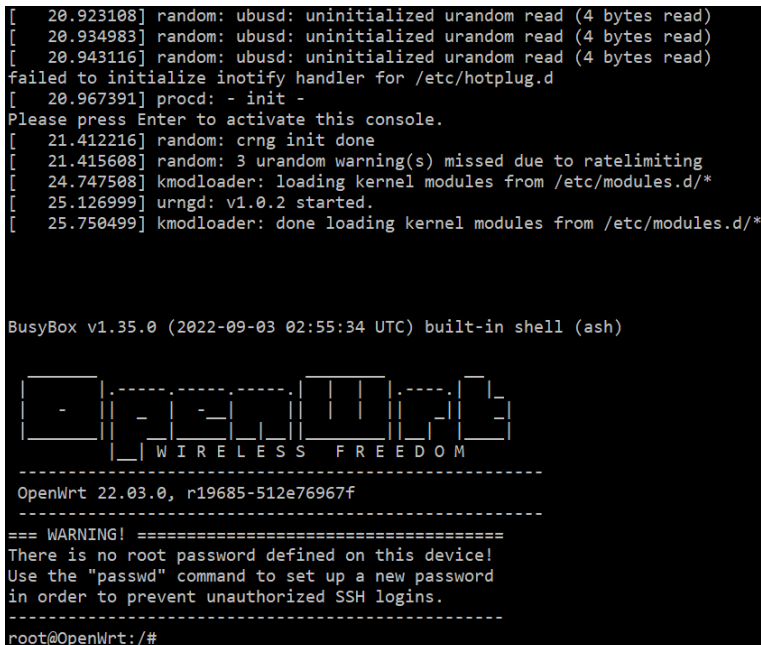 [   20.923108] random: ubusd: uninitialized urandom read (4 bytes read)
[   20.934983] random: ubusd: uninitialized urandom read (4 bytes read)
[   20.943116] random: ubusd: uninitialized urandom read (4 bytes read)
failed to initialize inotify handler for /etc/hotplug.d
[   20.967391] procd: - init -
Please press Enter to activate this console.
[   21.412216] random: crng init done
[   21.415608] random: 3 urandom warning(s) missed due to ratelimiting
[   24.747508] kmodloader: loading kernel modules from /etc/modules.d/*
[   25.126999] urngd: v1.0.2 started.
[   25.750499] kmodloader: done loading kernel modules from /etc/modules.d/*
BusyBox v1.35.0 (2022-09-03 02:55:34 UTC) built-in shell (ash)
OpenWrt
W I R E L E S S   F R E E D O M
-----------------------------------------------------
OpenWrt 22.03.0, r19685-512e76967f
-----------------------------------------------------
=== WARNING! =====================================
There is no root password defined on this device!
Use the "passwd" command to set up a new password
in order to prevent unauthorized SSH logins.
--------------------------------------------------
root@OpenWrt:/#